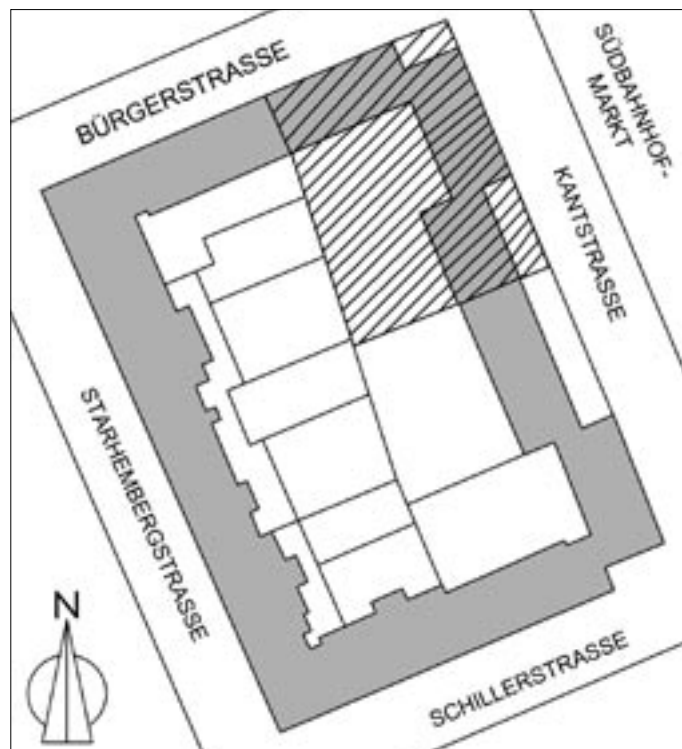 BÜRGERSTRASSE
SÜDBAHNHOF-
MARKT
KANTSTRASSE
STARHEMBERGSTRASSE
N
SCHILLERSTRASSE